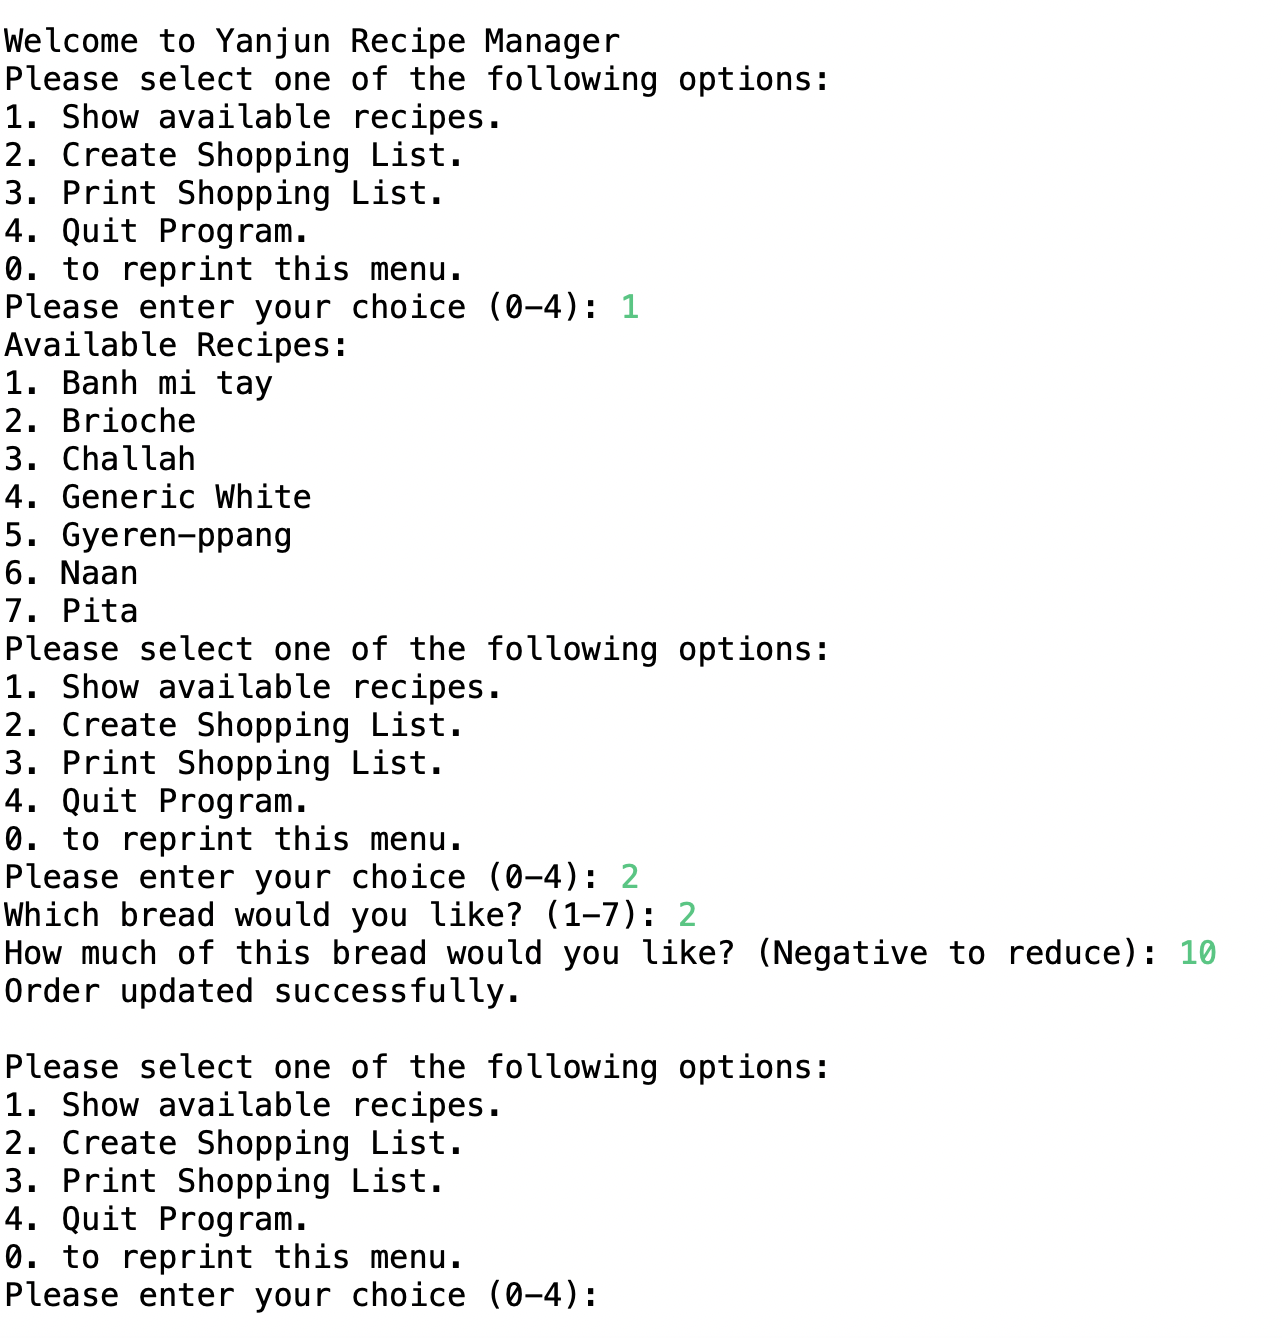 Welcome to Yanjun Recipe Manager
Please select one of the following options:
1. Show available recipes.
2. Create Shopping List.
3. Print Shopping List.
4. Quit Program.
0. to reprint this menu.
Please enter your choice (0-4): 1
Available Recipes:
1. Banh mi tay
2. Brioche
3. Challah
4. Generic White
5. Gyeren-ppang
6. Naan
7. Pita
Please select one of the following options:
1. Show available recipes.
2. Create Shopping List.
3. Print Shopping List.
4. Quit Program.
0. to reprint this menu.
Please enter your choice (0-4): 2
Which bread would you like? (1-7): 2
How much of this bread would you like? (Negative to reduce): 10
Order updated successfully.

Please select one of the following options:
1. Show available recipes.
2. Create Shopping List.
3. Print Shopping List.
4. Quit Program.
0. to reprint this menu.
Please enter your choice (0-4):